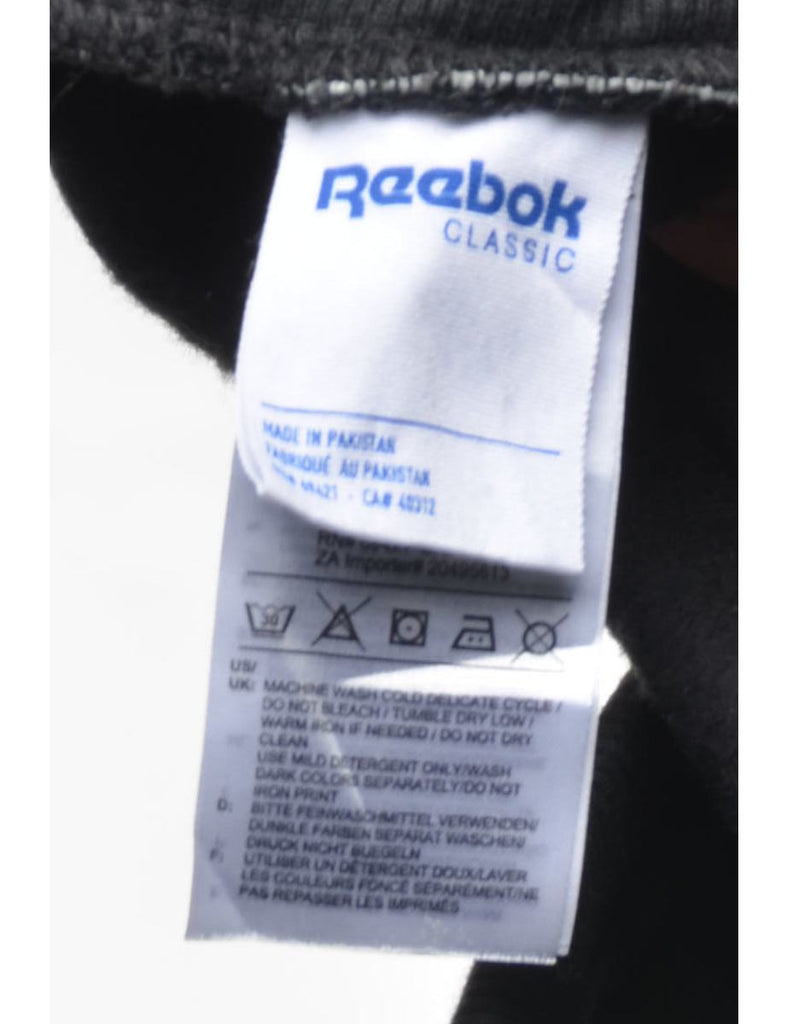 Reebok
CLASSIC
MADE IN PAKISTAN
FABRIQUÉ AU PAKISTAN
CA# 40312
ZA Importer# 20495813
30
US/
UK: MACHINE WASH COLD DELICATE CYCLE /
DO NOT BLEACH / TUMBLE DRY LOW /
WARM IRON IF NEEDED / DO NOT DRY
CLEAN
USE MILD DETERGENT ONLY/WASH
DARK COLORS SEPARATELY/DO NOT
IRON PRINT
D: BITTE FEINWASCHMITTEL VERWENDEN/
DUNKLE FARBEN SEPARAT WASCHEN/
DRUCK NICHT BUEGELN
F: UTILISER UN DÉTERGENT DOUX/LAVER
LES COULEURS FONCÉ SÉPARÉMENT/NE
PAS REPASSER LES IMPRIMÉS